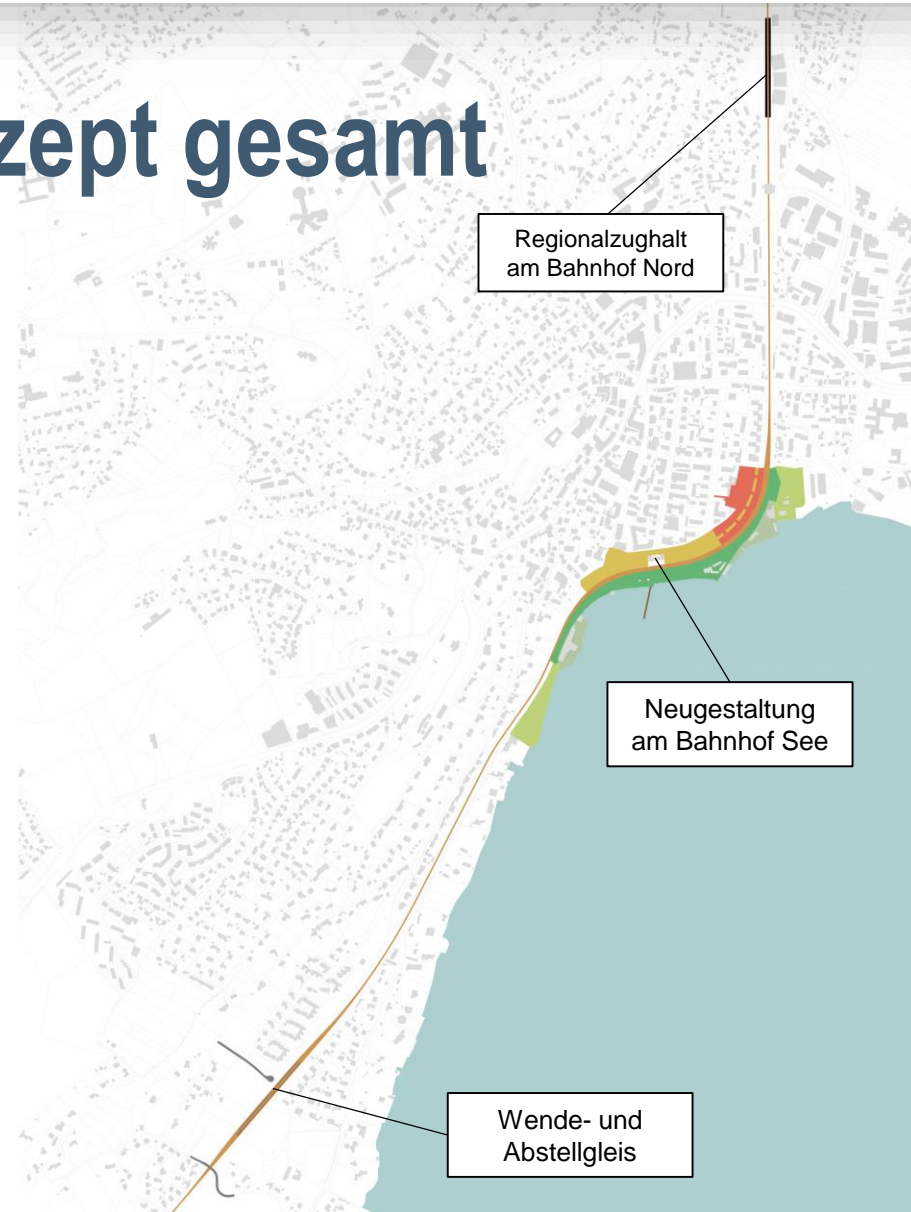 zept gesamt
Regionalzughalt
am Bahnhof Nord
Neugestaltung
am Bahnhof See
Wende- und
Abstellgleis